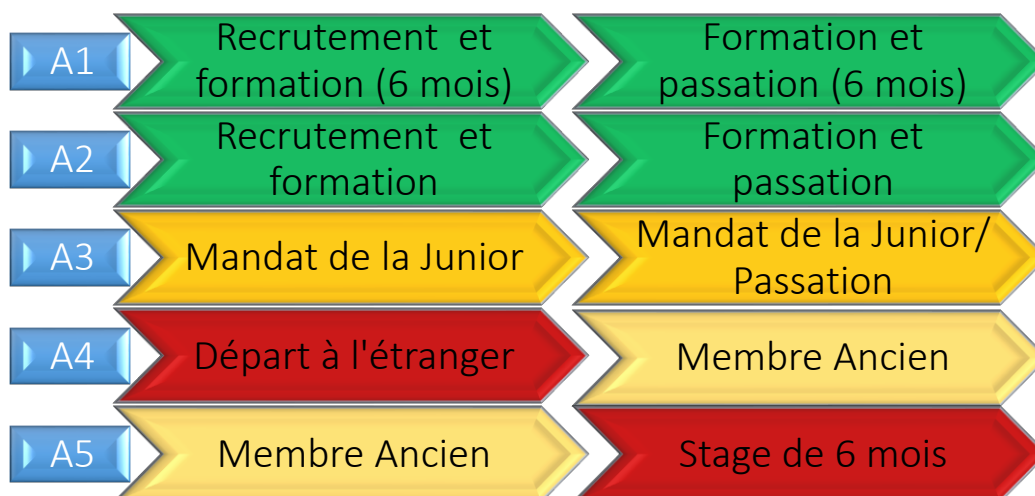 A1
Recrutement et
formation (6 mois)
Formation et
passation (6 mois)
A2
Recrutement et
formation
Formation et
passation
A3
Mandat de la Junior
Mandat de la Junior/
Passation
A4
Départ à l'étranger
Membre Ancien
A5
Membre Ancien
Stage de 6 mois